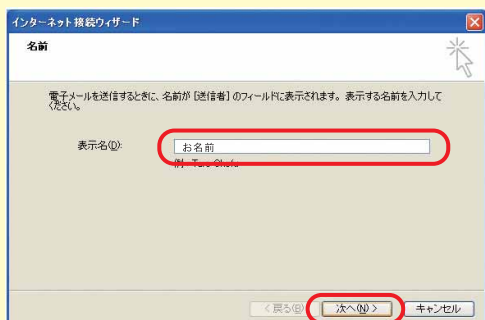 インターネット接続ウィザード
名前
電子メールを送信するときに、名前が [送信者] のフィールドに表示されます。表示する名前を入力して
ください。
表示名(D):
お名前
例:
< 戻る(B)
次へ(N) >
キャンセル